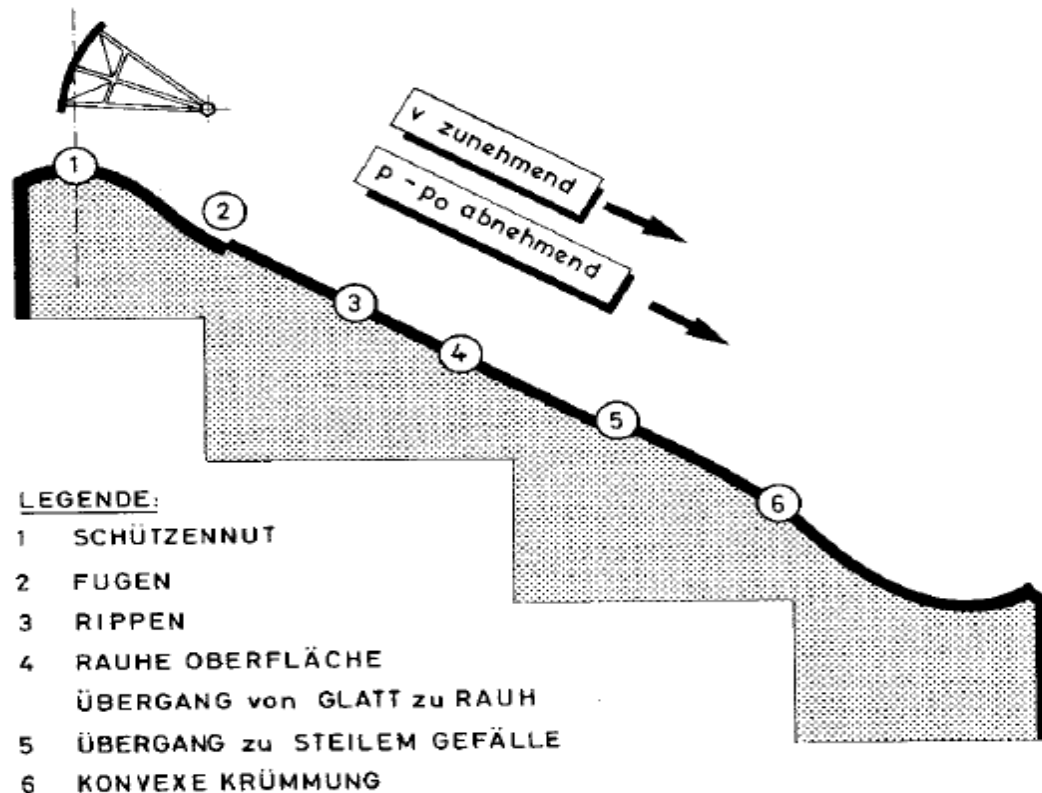 1
2
v zunehmend
p - p₀ abnehmend
3
4
5
6
LEGENDE:
1 SCHÜTZENNUT
2 FUGEN
3 RIPPEN
4 RAUHE OBERFLÄCHE
ÜBERGANG von GLATT zu RAUH
5 ÜBERGANG zu STEILEM GEFÄLLE
6 KONVEXE KRÜMMUNG